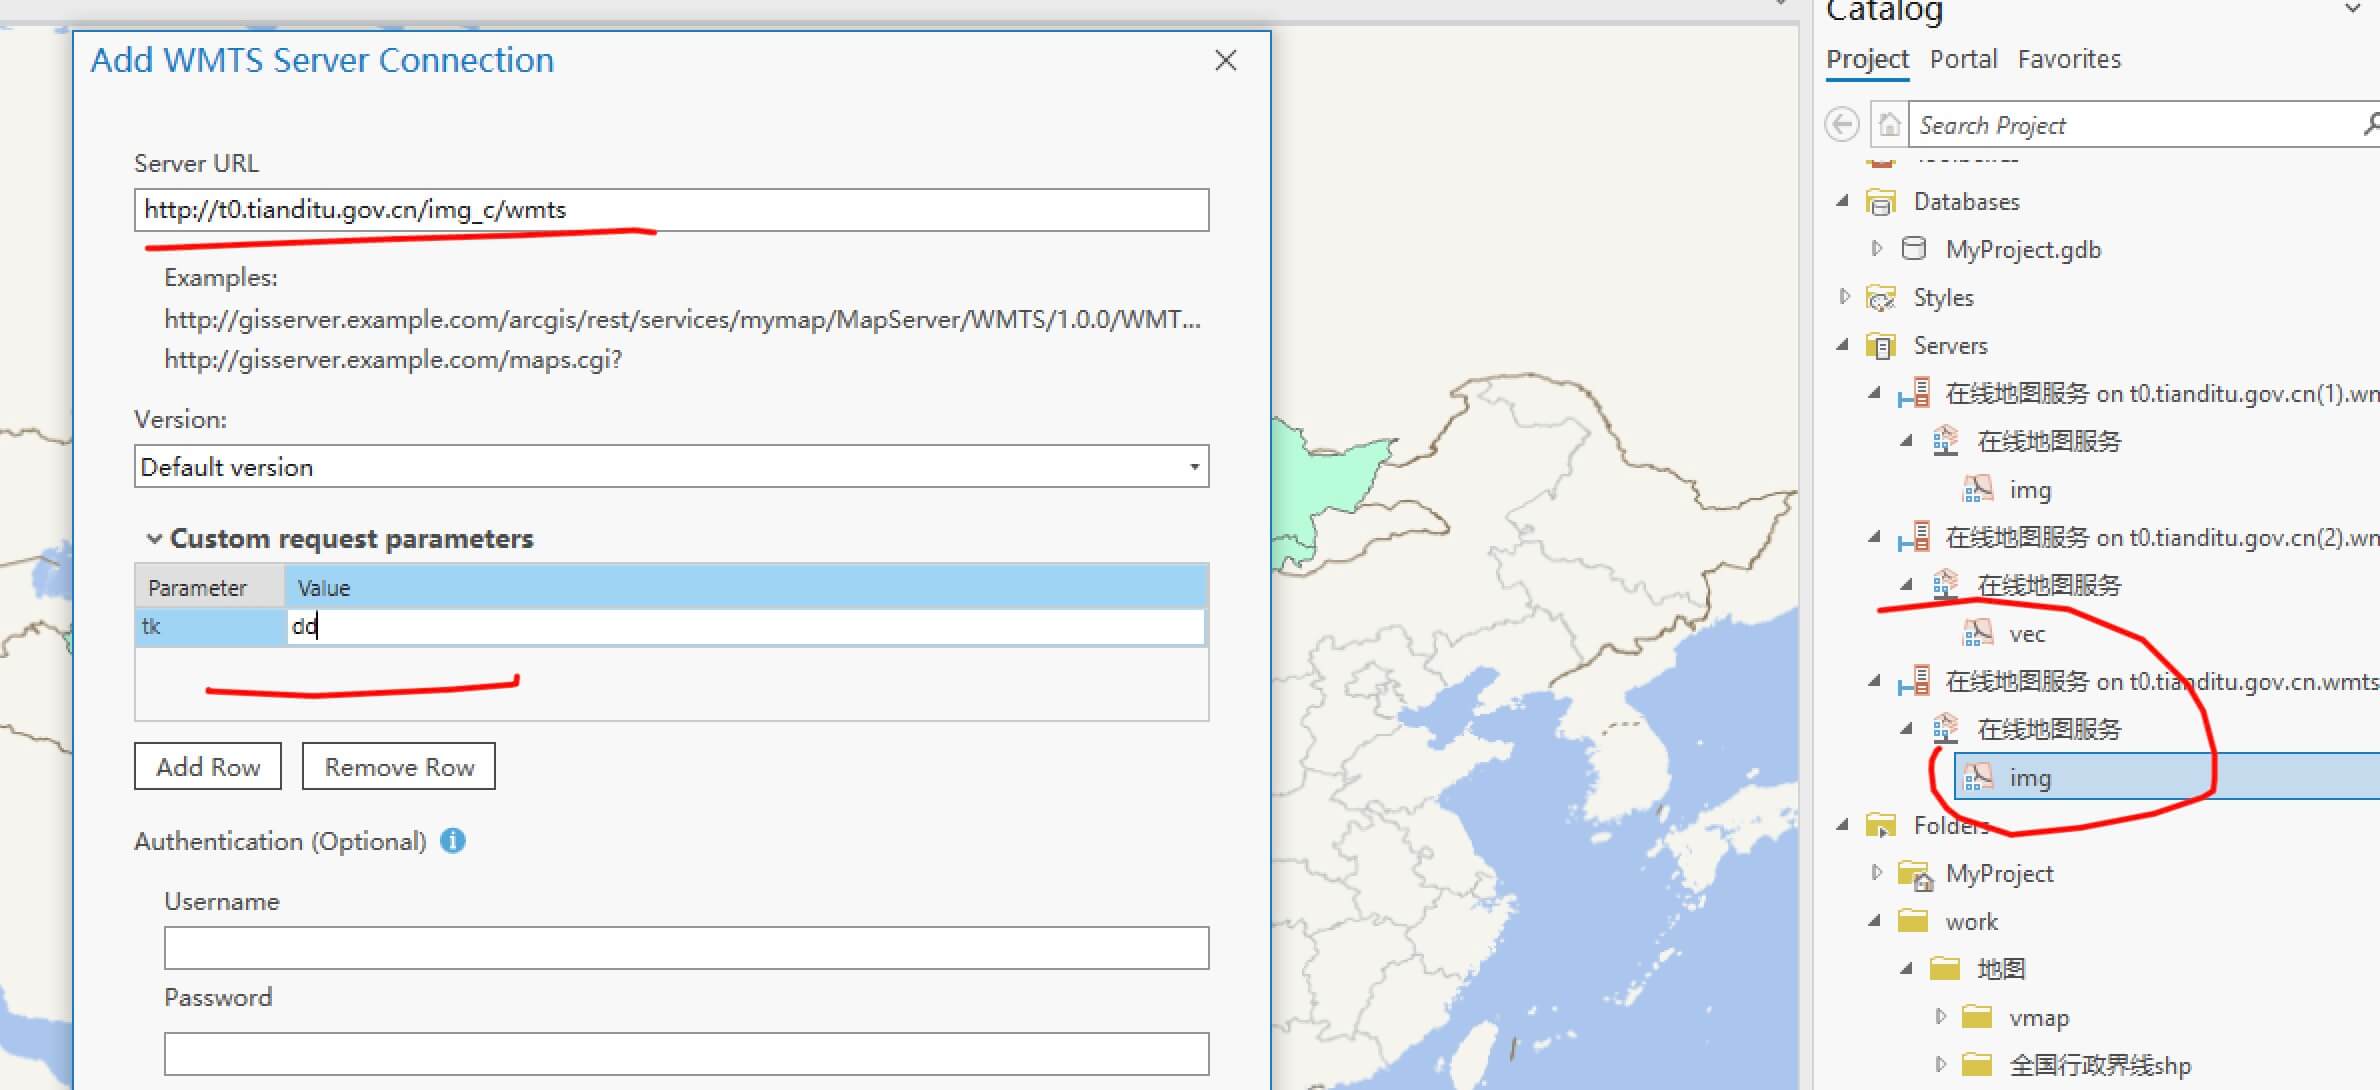 Add WMTS Server Connection
Server URL
http://t0.tianditu.gov.cn/img_c/wmts
Examples:
http://gisserver.example.com/arcgis/rest/services/mymap/MapServer/WMTS/1.0.0/WMT...
http://gisserver.example.com/maps.cgi?
Version:
Default version
Custom request parameters
Parameter Value
tk dd
Add Row Remove Row
Authentication (Optional)
Username
Password
Catalog
Project Portal Favorites
Search Project
Databases
MyProject.gdb
Styles
Servers
在线地图服务 on t0.tianditu.gov.cn(1).wm
在线地图服务
img
在线地图服务 on t0.tianditu.gov.cn(2).wm
在线地图服务
vec
在线地图服务 on t0.tianditu.gov.cn.wmts
在线地图服务
img
Folders
MyProject
work
地图
vmap
全国行政界线shp